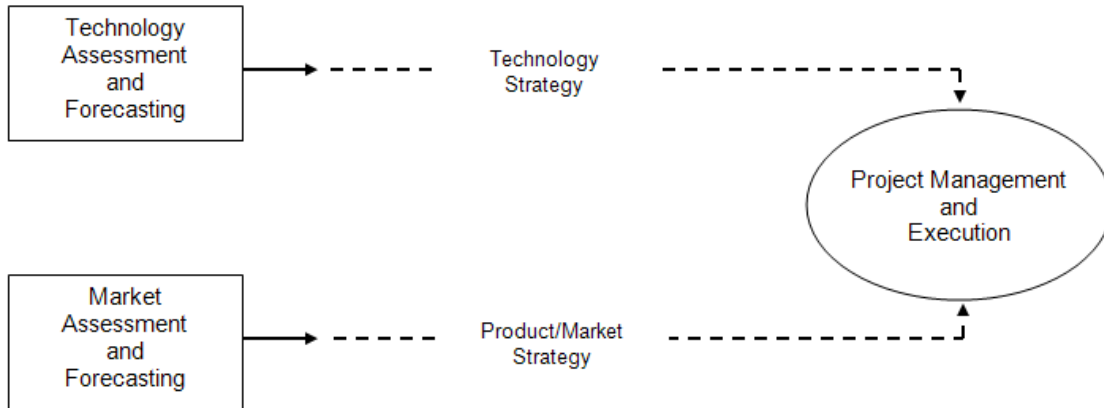 Technology
Assessment
and
Forecasting
Technology
Strategy
Project Management
and
Execution
Market
Assessment
and
Forecasting
Product/Market
Strategy